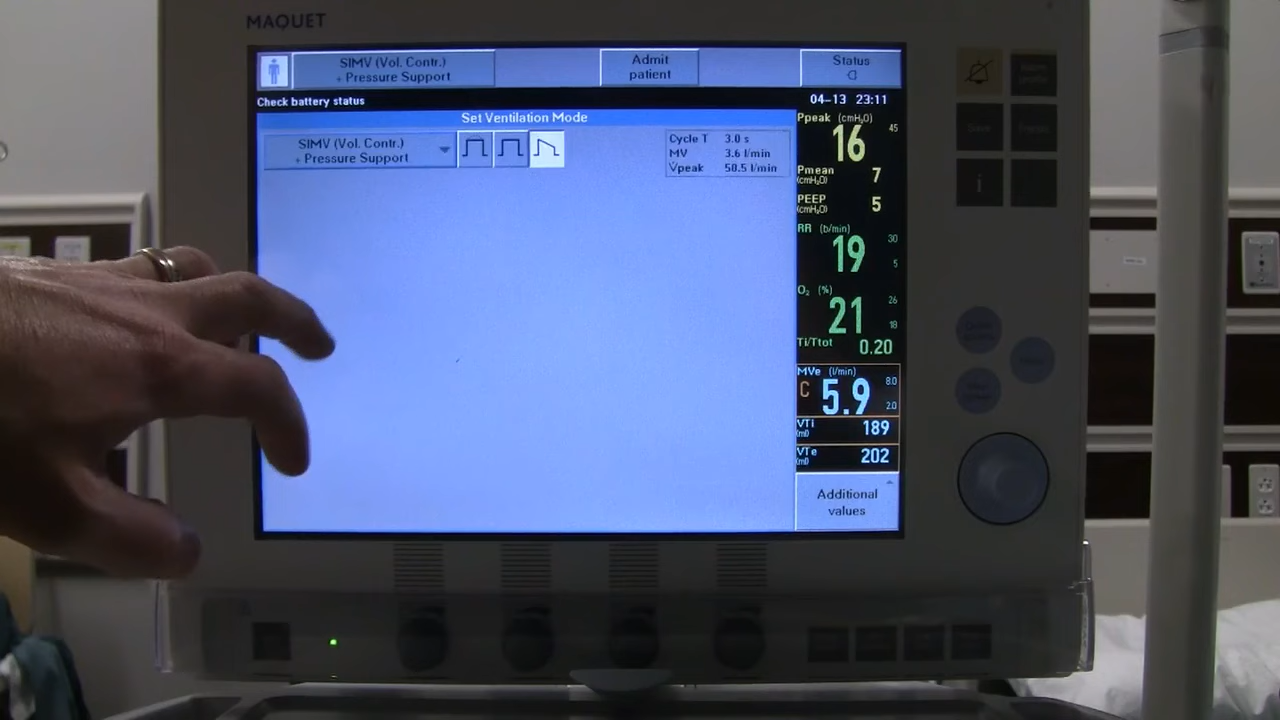 MAQUET
SIMV (Vol. Contr.)
+ Pressure Support
Admit
patient
Status
Check battery status
04-13 23:11
Set Ventilation Mode
SIMV (Vol. Contr.)
+ Pressure Support
Cycle T 3.0 s
MV 3.6 l/min
V̇peak 50.5 l/min
Ppeak (cmH₂O)
16
45
Pmean
(cmH₂O)
7
PEEP
(cmH₂O)
5
RR (b/min)
19
30
5
O₂ (%)
21
26
18
Ti/Ttot 0.20
MVe (l/min)
C 5.9
8.0
2.0
VTi
(ml)
189
VTe
(ml)
202
Additional
values
i